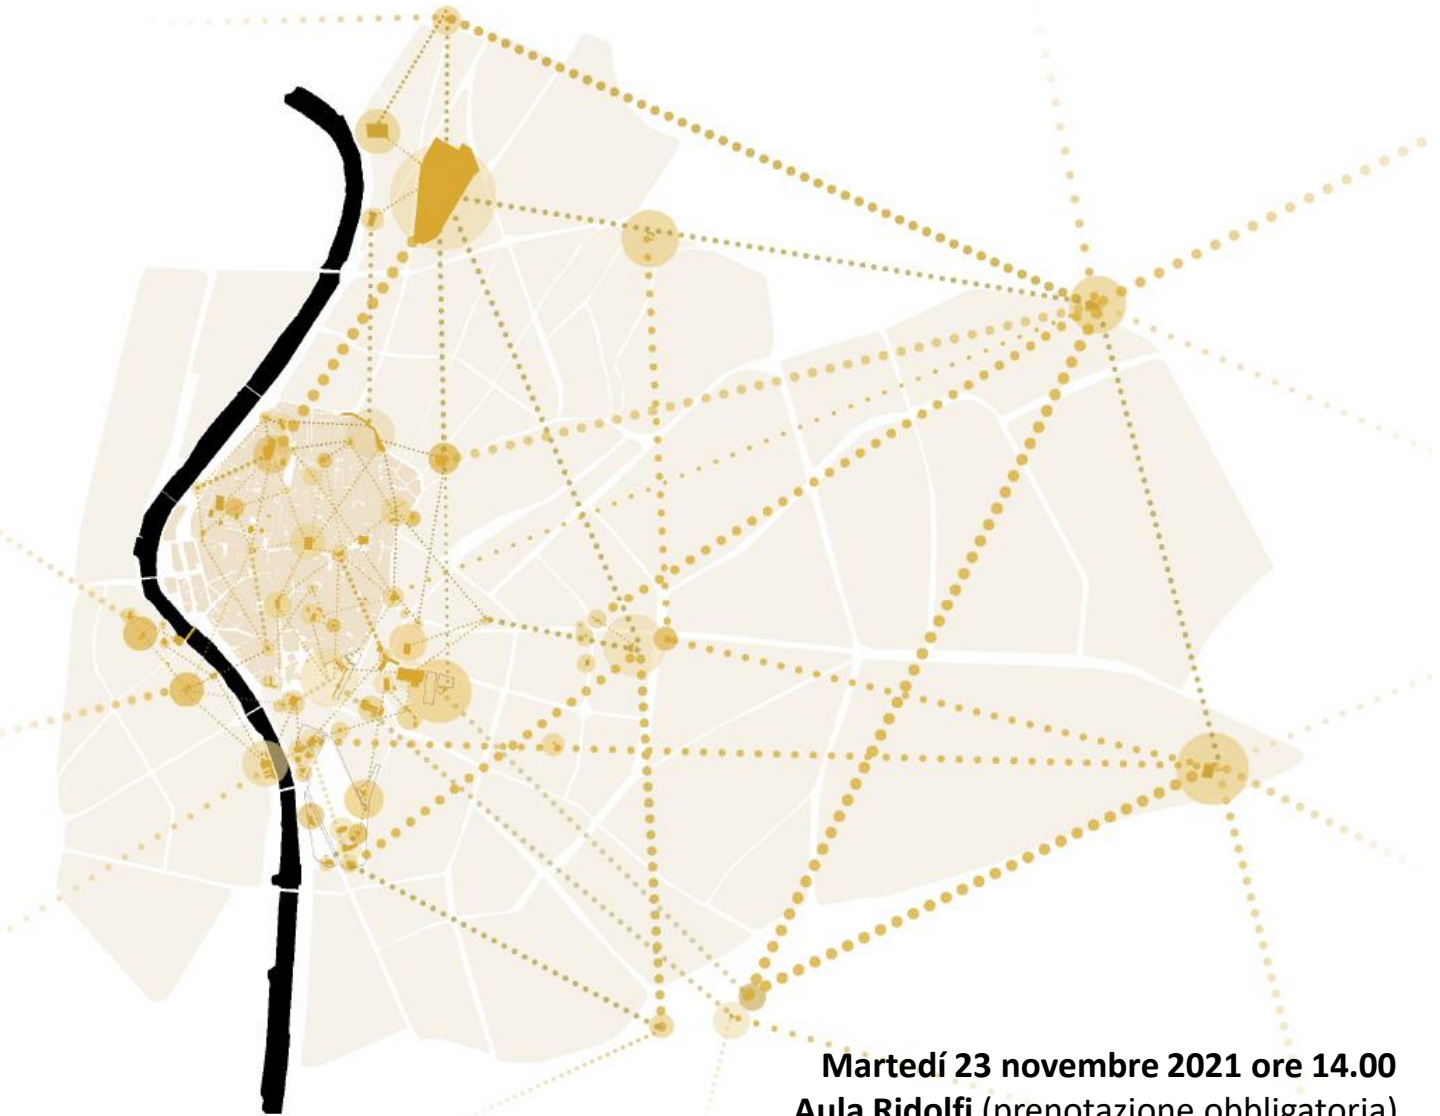 Martedí 23 novembre 2021 ore 14.00
Aula Ridolfi (prenotazione obbligatoria)